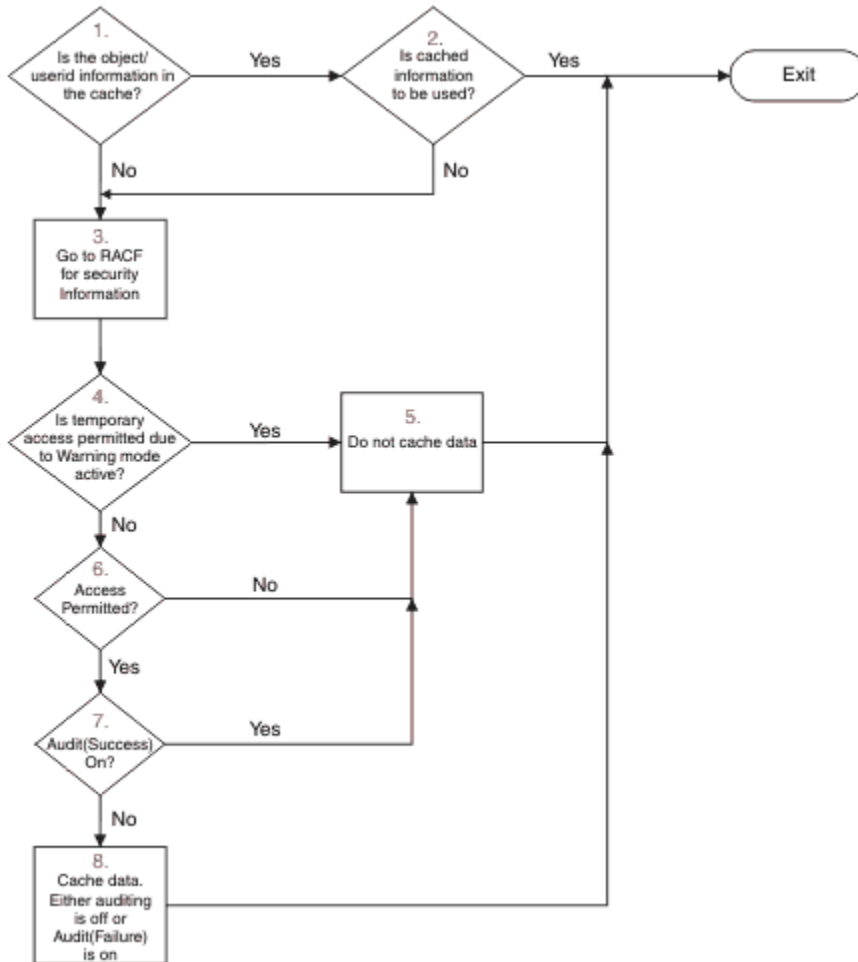 1.
Is the object/
userid information in
the cache?
Yes
2.
Is cached
information
to be used?
Yes
Exit
No
No
3.
Go to RACF
for security
Information
4.
Is temporary
access permitted due
to Warning mode
active?
Yes
5.
Do not cache data
No
6.
Access
Permitted?
No
Yes
7.
Audit(Success)
On?
Yes
No
8.
Cache data.
Either auditing
is off or
Audit(Failure)
is on